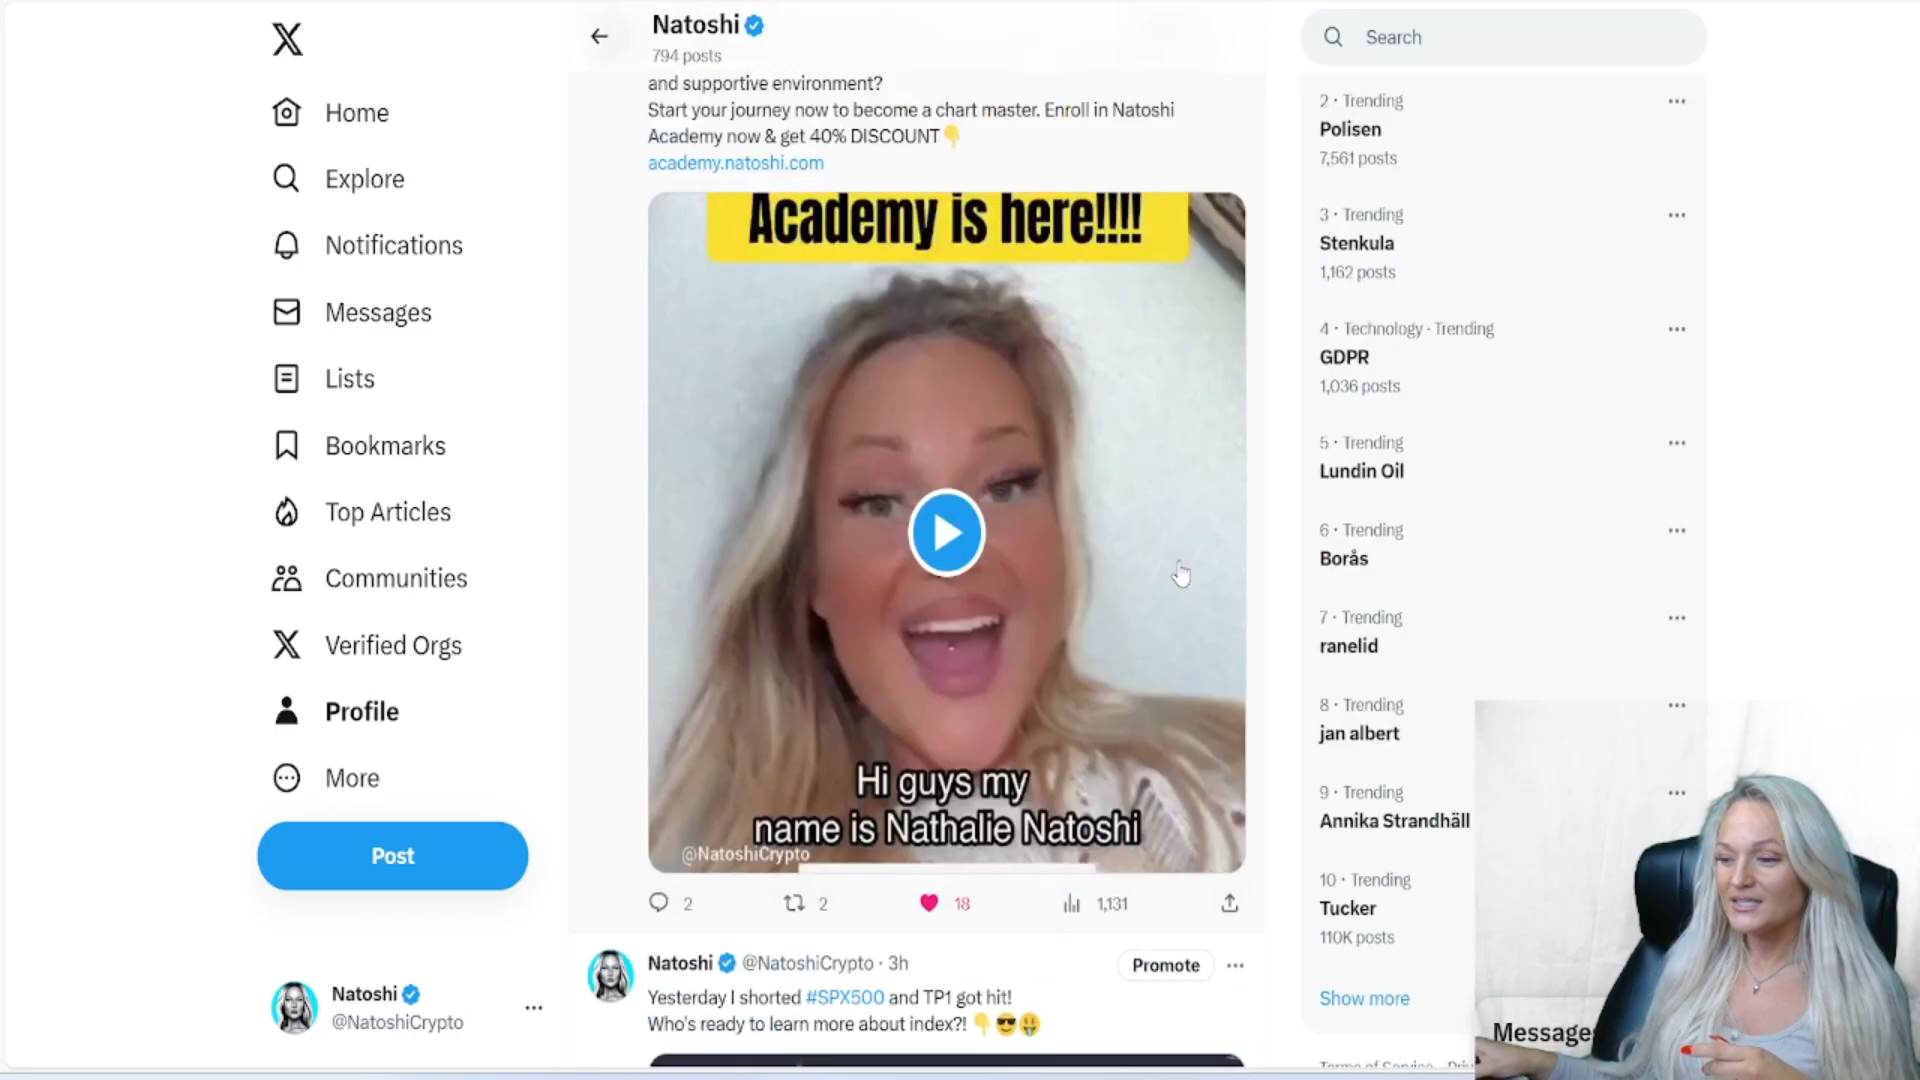 Home
Explore
Notifications
Messages
Lists
Bookmarks
Top Articles
Communities
Verified Orgs
Profile
More
Post
Natoshi
@NatoshiCrypto
Natoshi
794 posts
and supportive environment?
Start your journey now to become a chart master. Enroll in Natoshi
Academy now & get 40% DISCOUNT👇
academy.natoshi.com
Academy is here!!!!
Hi guys my
name is Nathalie Natoshi
@NatoshiCrypto
2
2
18
1,131
Natoshi @NatoshiCrypto · 3h
Promote
Yesterday I shorted #SPX500 and TP1 got hit!
Who's ready to learn more about index?! 👇😎🤑
Search
2 · Trending
Polisen
7,561 posts
3 · Trending
Stenkula
1,162 posts
4 · Technology · Trending
GDPR
1,036 posts
5 · Trending
Lundin Oil
6 · Trending
Borås
7 · Trending
ranelid
8 · Trending
jan albert
9 · Trending
Annika Strandhäll
10 · Trending
Tucker
110K posts
Show more
Message
Terms of Service